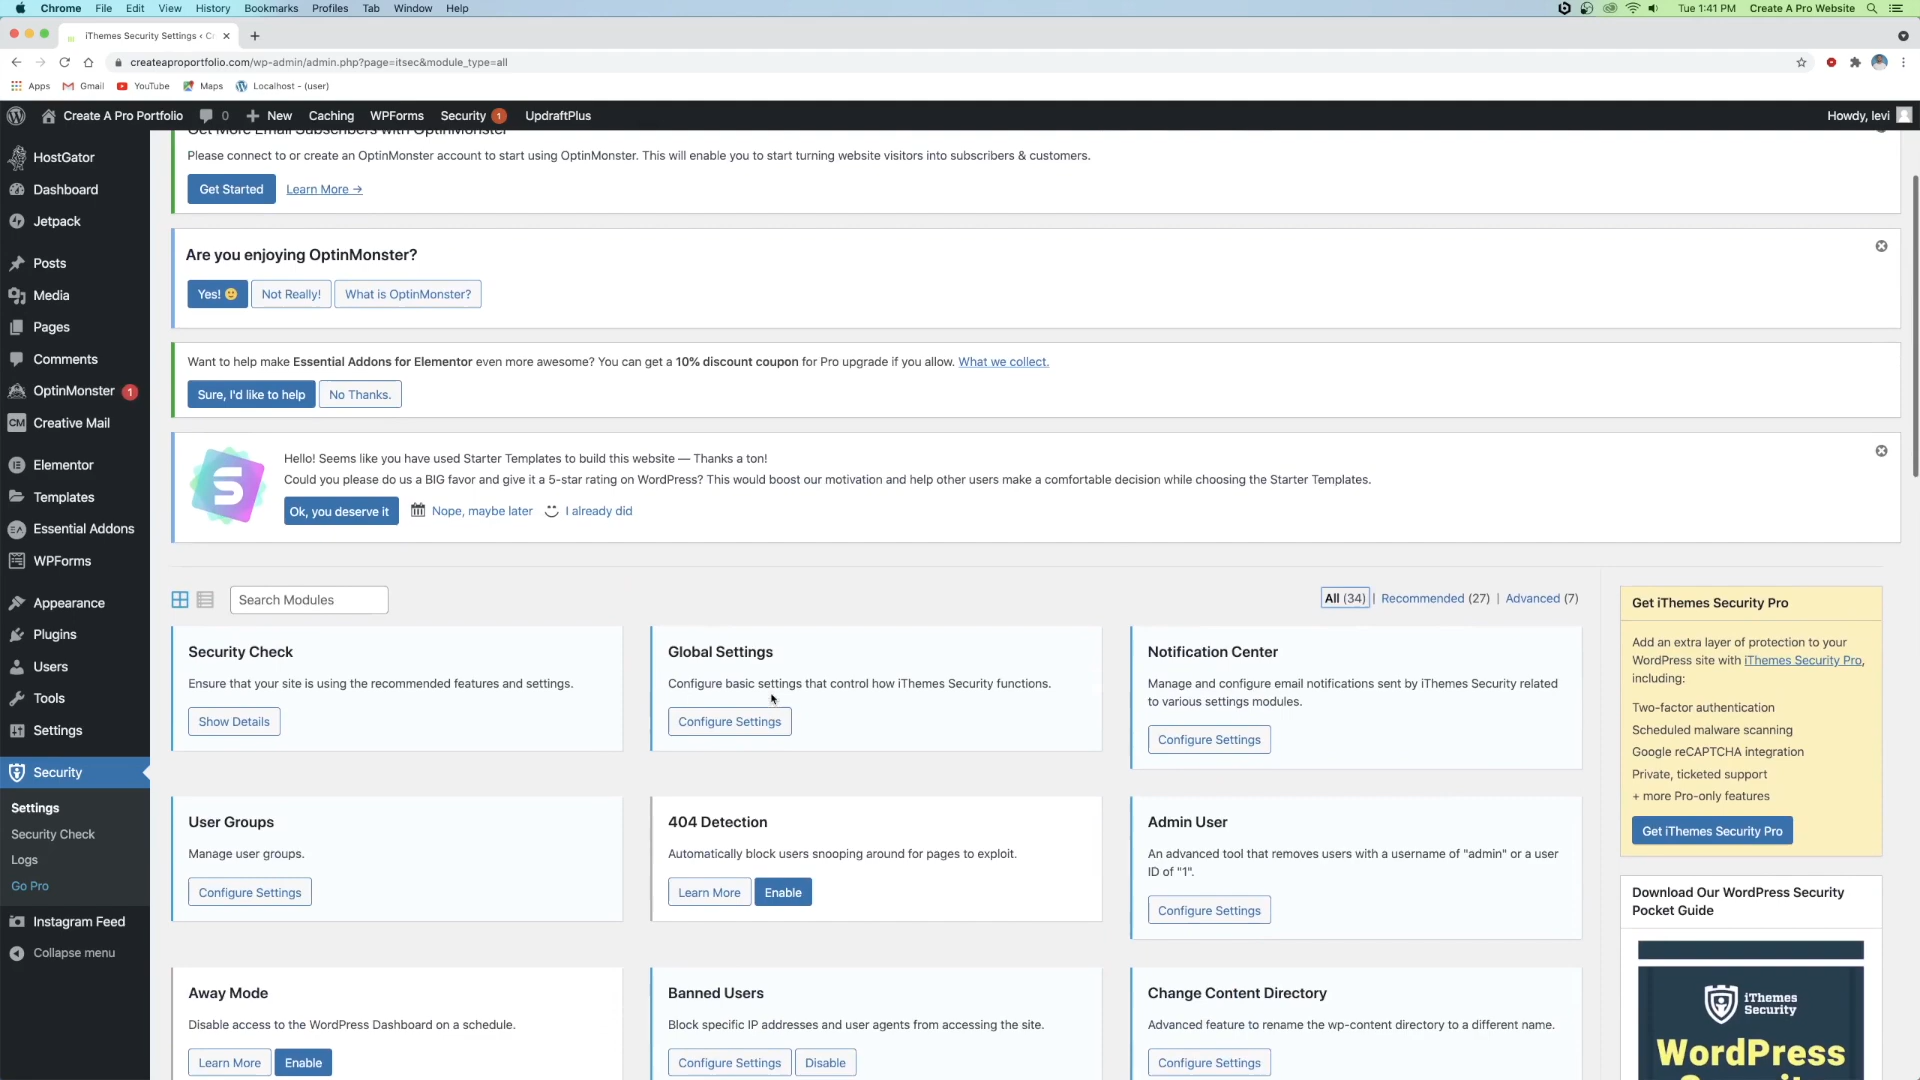 Chrome File Edit View History Bookmarks Profiles Tab Window Help Tue 1:41 PM Create A Pro Website
iThemes Security Settings ‹ C
createaproportfolio.com/wp-admin/admin.php?page=itsec&module_type=all
Apps Gmail YouTube Maps Localhost - (user)
Create A Pro Portfolio 0 New Caching WPForms Security 1 UpdraftPlus Howdy, levi
HostGator
Dashboard
Jetpack
Posts
Media
Pages
Comments
OptinMonster 1
CM Creative Mail
Elementor
Templates
EA Essential Addons
WPForms
Appearance
Plugins
Users
Tools
Settings
Security
Settings
Security Check
Logs
Go Pro
Instagram Feed
Collapse menu
Get More Email Subscribers with OptinMonster
Please connect to or create an OptinMonster account to start using OptinMonster. This will enable you to start turning website visitors into subscribers & customers.
Get Started Learn More →
Are you enjoying OptinMonster?
Yes! 🙂 Not Really! What is OptinMonster?
Want to help make Essential Addons for Elementor even more awesome? You can get a 10% discount coupon for Pro upgrade if you allow. What we collect.
Sure, I'd like to help No Thanks.
Hello! Seems like you have used Starter Templates to build this website — Thanks a ton!
Could you please do us a BIG favor and give it a 5-star rating on WordPress? This would boost our motivation and help other users make a comfortable decision while choosing the Starter Templates.
Ok, you deserve it Nope, maybe later I already did
Search Modules All (34) | Recommended (27) | Advanced (7)
Security Check
Ensure that your site is using the recommended features and settings.
Show Details
Global Settings
Configure basic settings that control how iThemes Security functions.
Configure Settings
Notification Center
Manage and configure email notifications sent by iThemes Security related
to various settings modules.
Configure Settings
User Groups
Manage user groups.
Configure Settings
404 Detection
Automatically block users snooping around for pages to exploit.
Learn More Enable
Admin User
An advanced tool that removes users with a username of "admin" or a user
ID of "1".
Configure Settings
Away Mode
Disable access to the WordPress Dashboard on a schedule.
Learn More Enable
Banned Users
Block specific IP addresses and user agents from accessing the site.
Configure Settings Disable
Change Content Directory
Advanced feature to rename the wp-content directory to a different name.
Configure Settings
Get iThemes Security Pro
Add an extra layer of protection to your
WordPress site with iThemes Security Pro,
including:
Two-factor authentication
Scheduled malware scanning
Google reCAPTCHA integration
Private, ticketed support
+ more Pro-only features
Get iThemes Security Pro
Download Our WordPress Security
Pocket Guide
iThemes
Security
WordPress